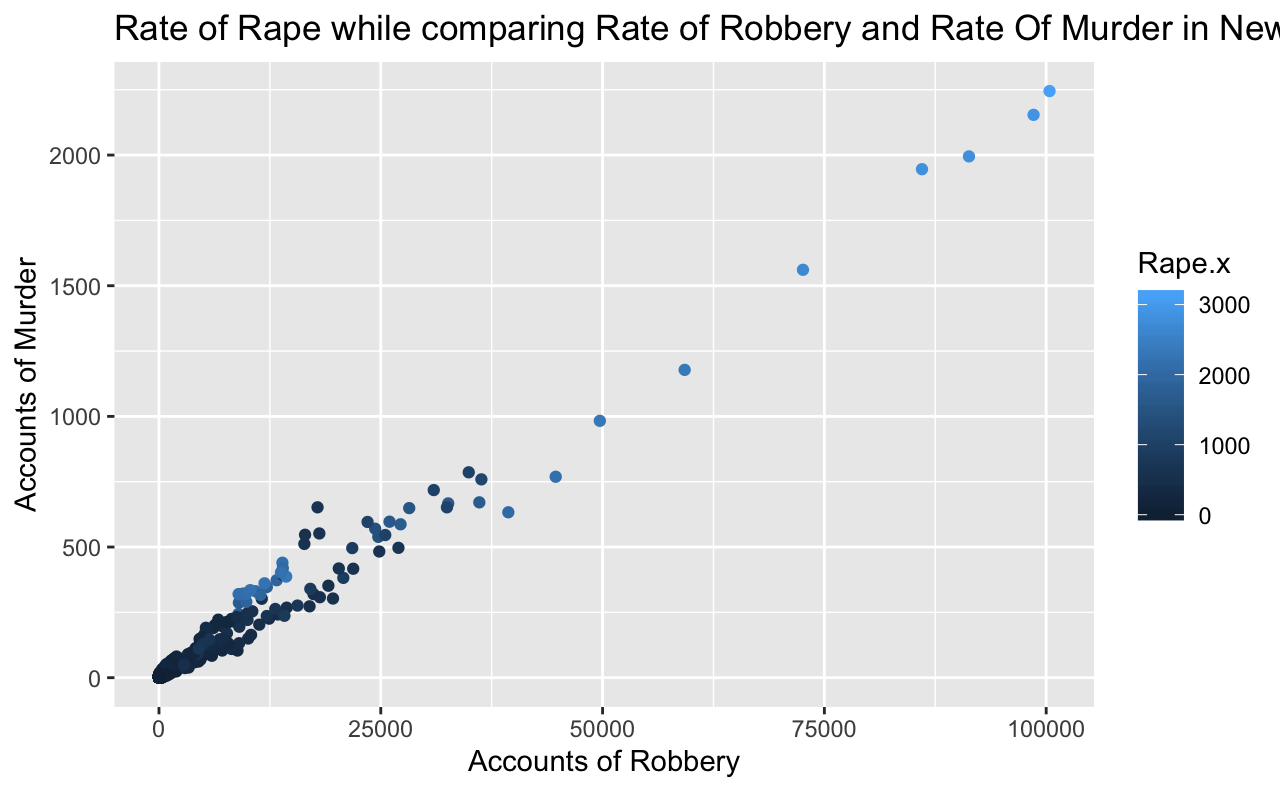 Rate of Rape while comparing Rate of Robbery and Rate Of Murder in New
Accounts of Murder
2000
1500
1000
500
0
0 25000 50000 75000 100000
Accounts of Robbery
Rape.x
3000
2000
1000
0